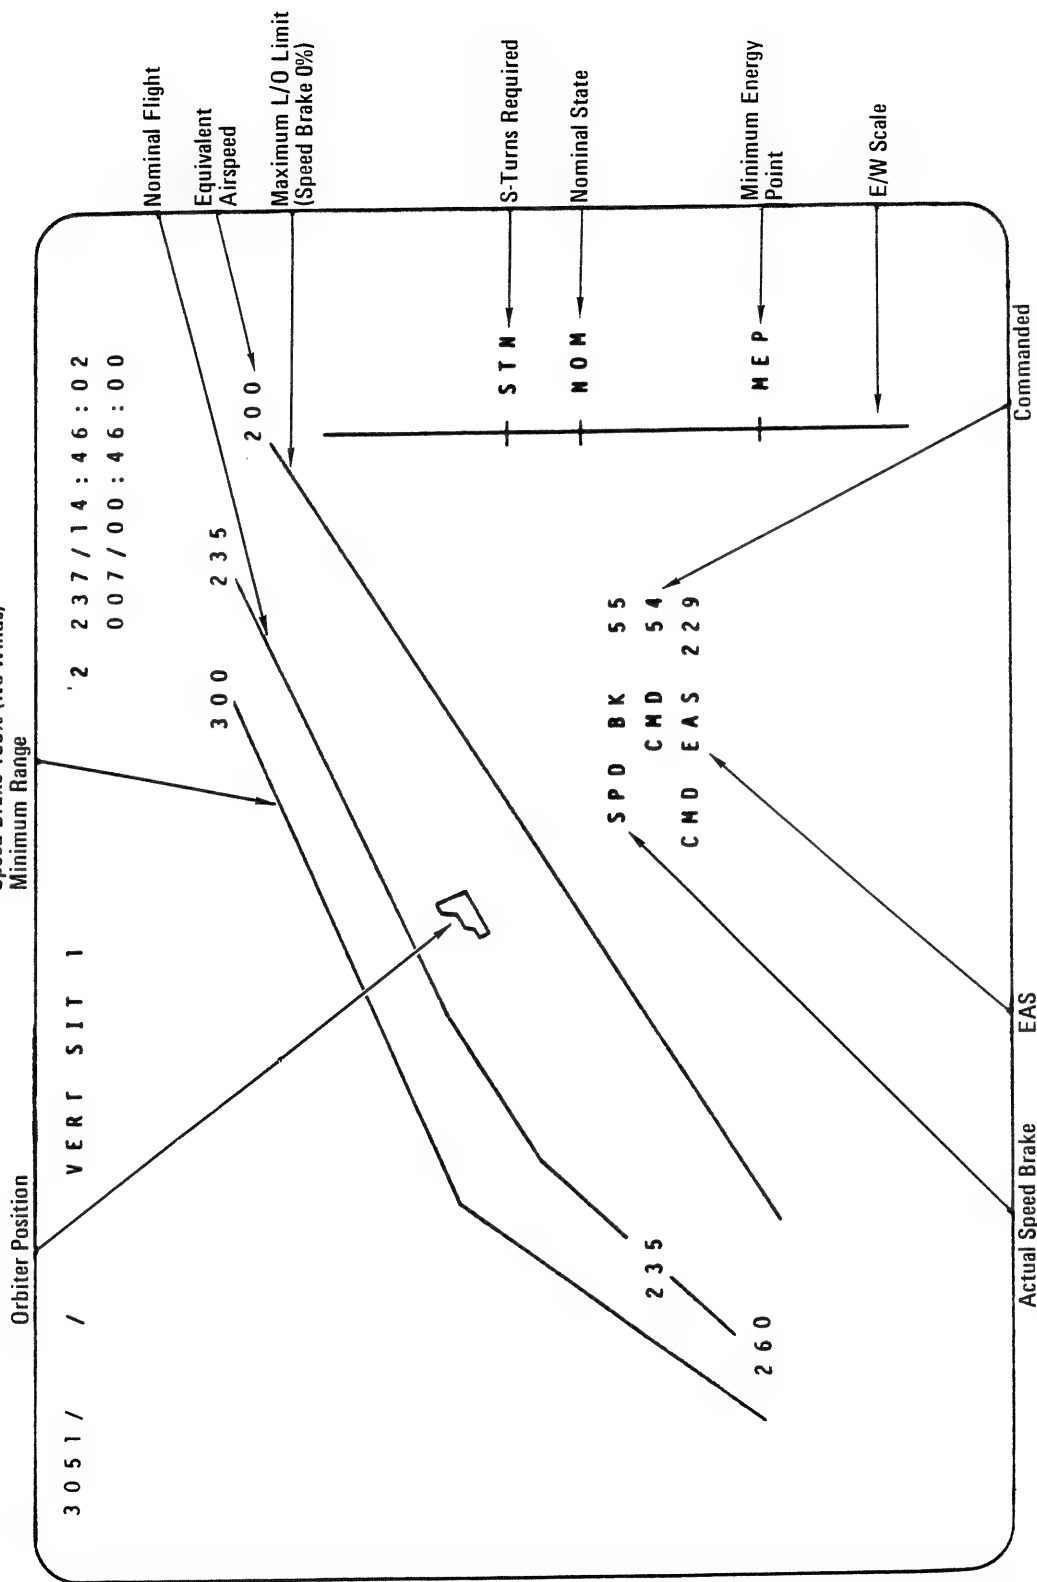 Orbiter Position
Minimum Range
3051/ / VERT SIT 1
2 237/14:46:02
007/00:46:00
Nominal Flight
Equivalent
Airspeed
Maximum L/O Limit
(Speed Brake 0%)
S-Turns Required
Nominal State
Minimum Energy
Point
E/W Scale
300
235
200
235
260
STN
NOM
MEP
SPD BK 55
CMD 54
CMD EAS 229
Actual Speed Brake
EAS
Commanded